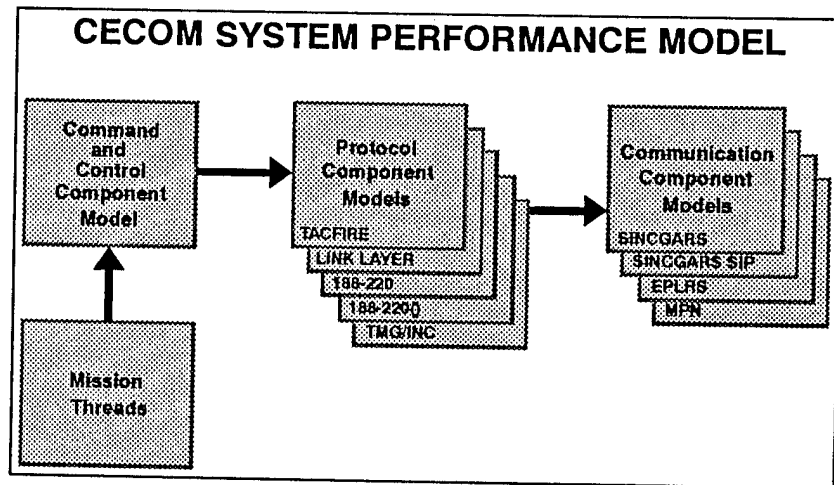 CECOM SYSTEM PERFORMANCE MODEL
Command
and
Control
Component
Model
Mission
Threads
Protocol
Component
Models
TACFIRE
LINK LAYER
188-220
188-220()
TMG/INC
Communication
Component
Models
SINCGARS
SINCGARS SIP
EPLRS
MPN